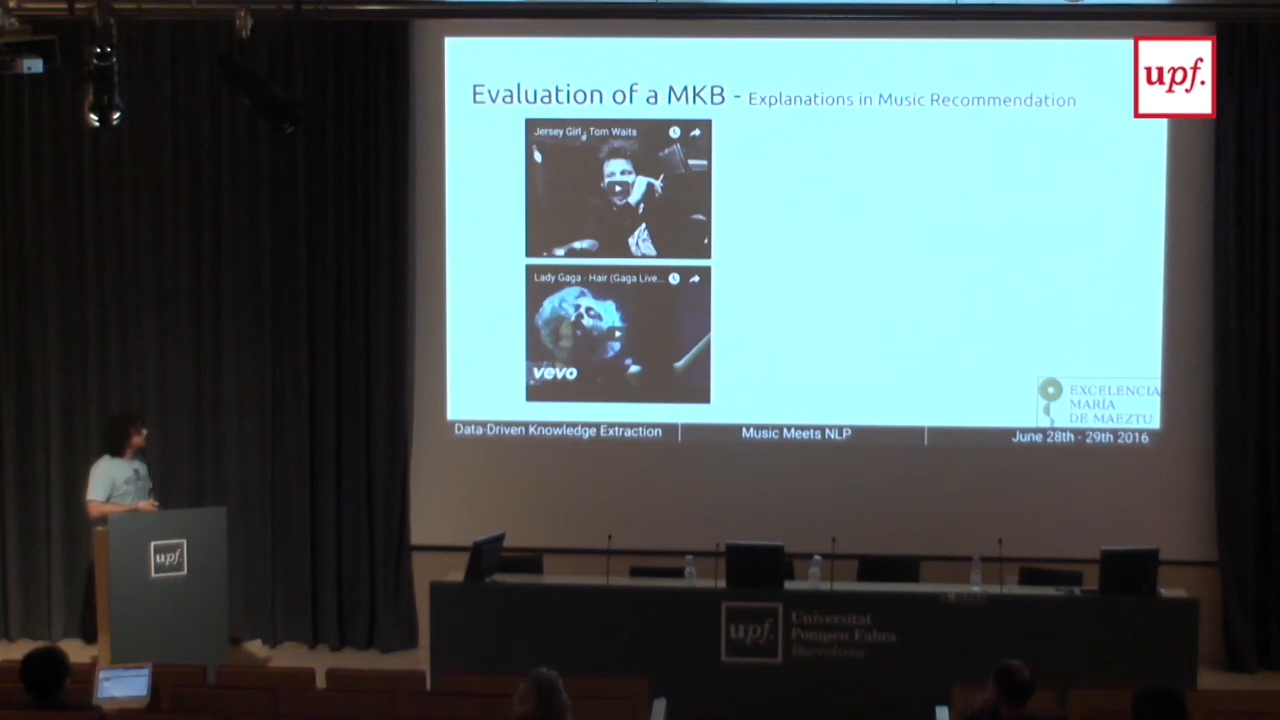 upf.
Evaluation of a MKB - Explanations in Music Recommendation
Jersey Girl - Tom Waits
Lady Gaga - Hair (Gaga Live...
vevo
EXCELENCIA
MARÍA
DE MAEZTU
Data-Driven Knowledge Extraction
Music Meets NLP
June 28th - 29th 2016
upf.
upf.
Universitat
Pompeu Fabra
Barcelona